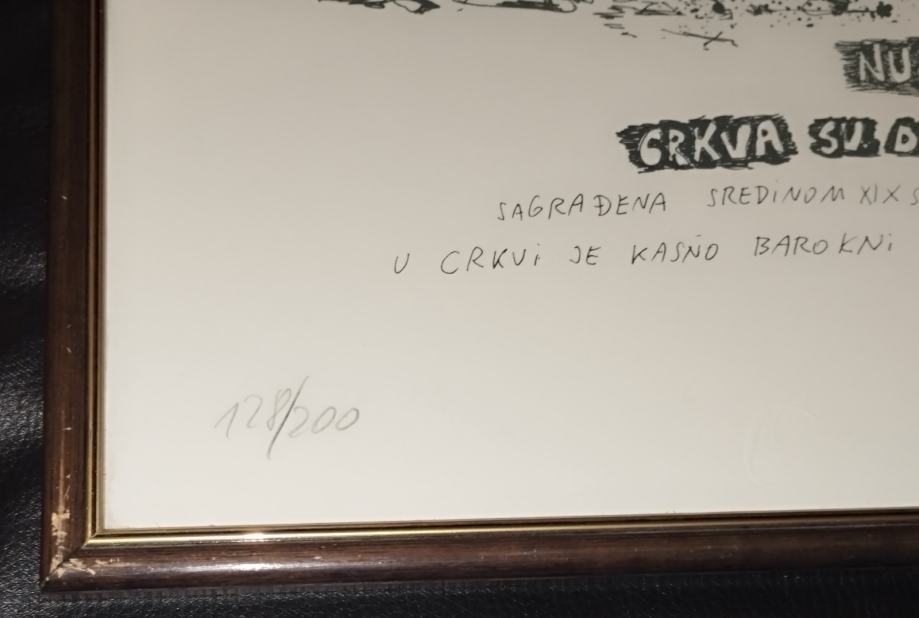 NU
CRKVA SV. D
SAGRAĐENA SREDINOM XIX S
U CRKVi JE KASNO BAROKNi
128/200